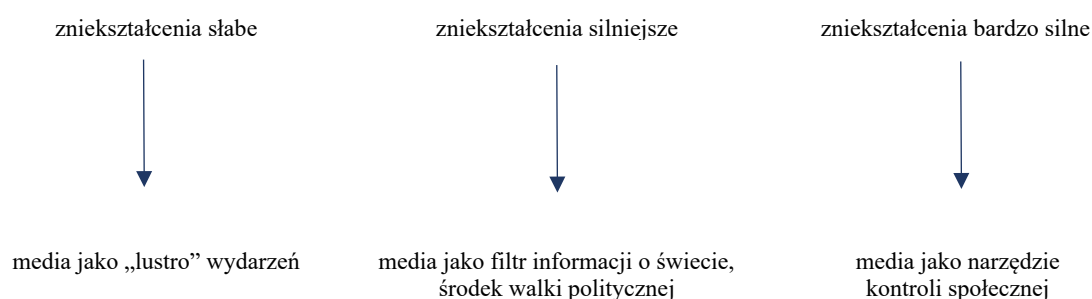 zniekształcenia słabe
zniekształcenia silniejsze
zniekształcenia bardzo silne
media jako „lustro” wydarzeń
media jako filtr informacji o świecie,
środek walki politycznej
media jako narzędzie
kontroli społecznej